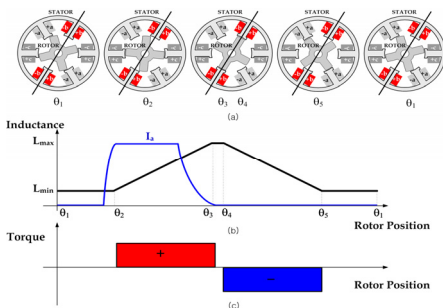 STATOR STATOR STATOR STATOR STATOR
ROTOR ROTOR ROTOR ROTOR ROTOR
θ1 θ2 θ3 θ4 θ5 θ1
(a)
Inductance
Lmax
Ia
Lmin
θ1 θ2 θ3 θ4 θ5 θ1
(b)
Rotor Position
Torque
+
Rotor Position
(c)